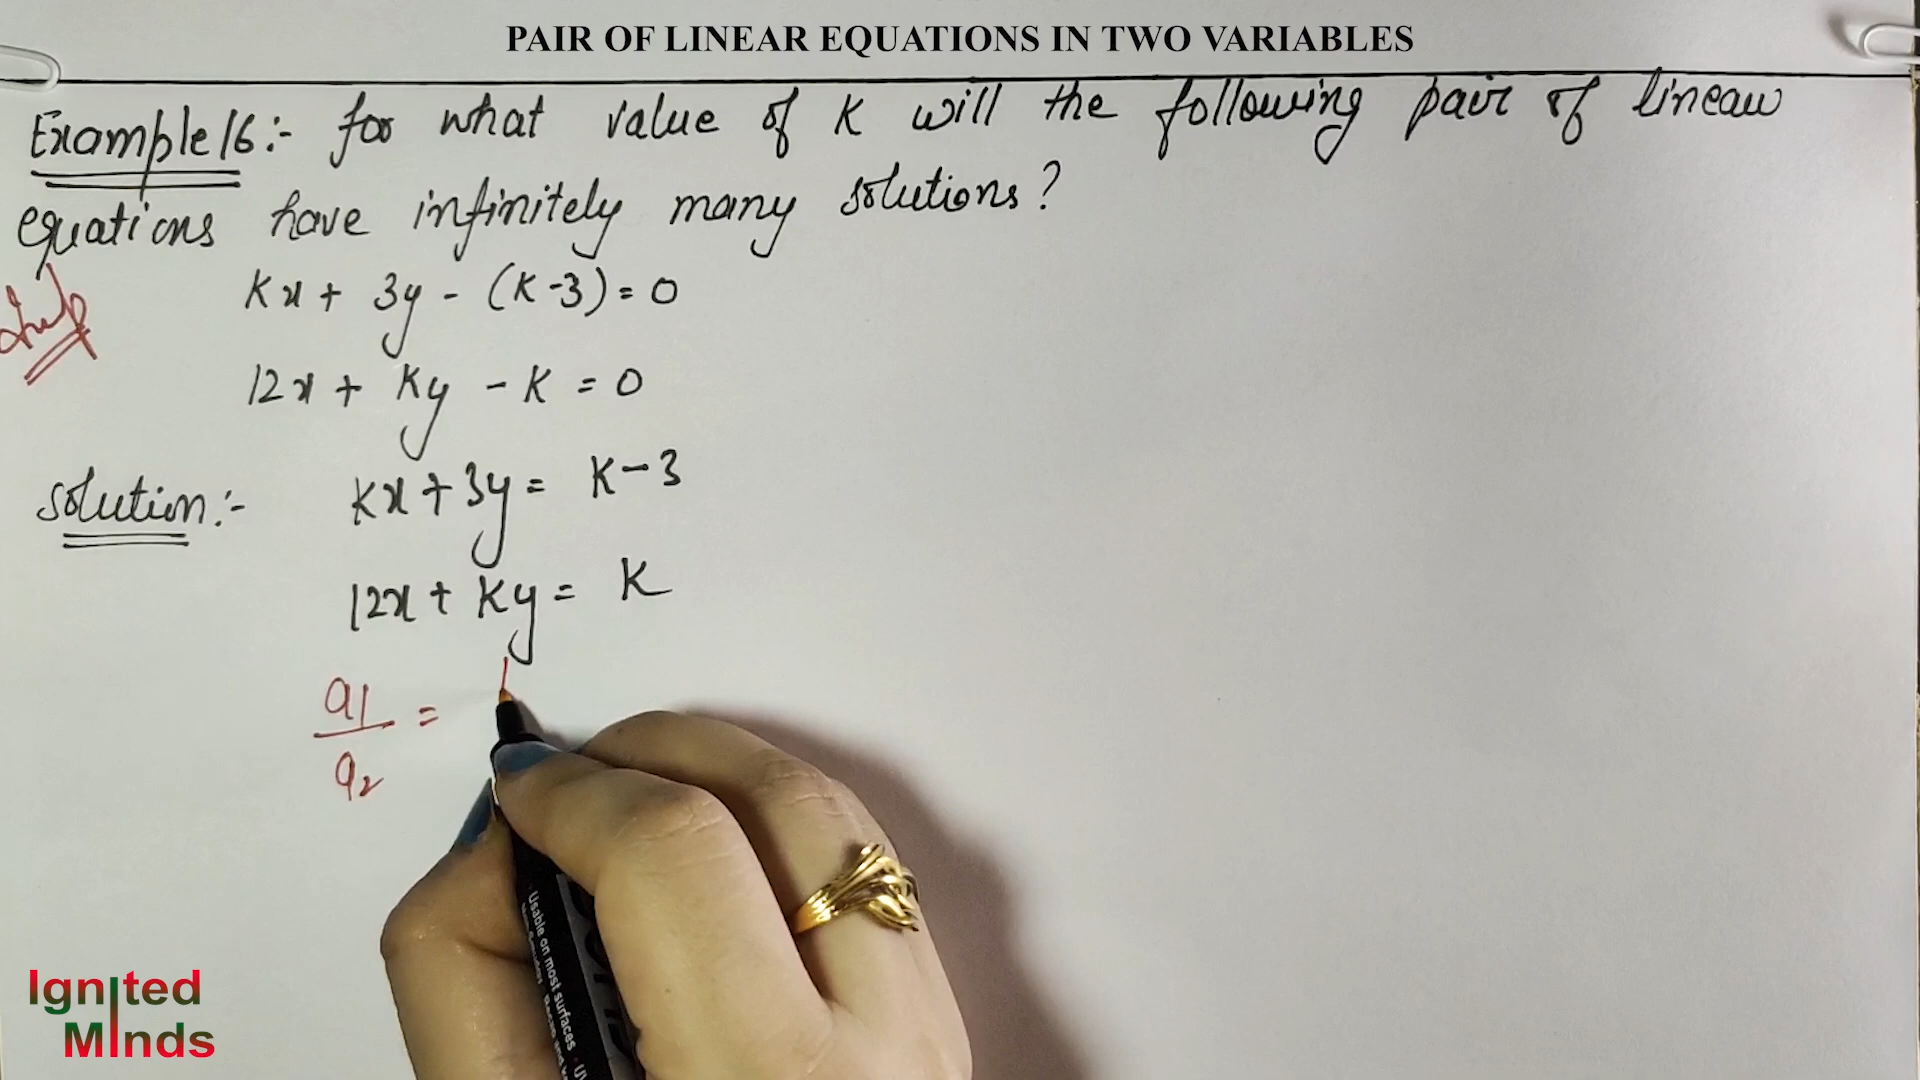 PAIR OF LINEAR EQUATIONS IN TWO VARIABLES
Example 16:- for what value of K will the following pair of linear
equations have infinitely many solutions?
Kx + 3y - (K-3) = 0
12x + Ky - K = 0
Solution:- Kx + 3y = K-3
12x + Ky = K
a1/a2 =
Usable on most surfaces
Ignited
Minds